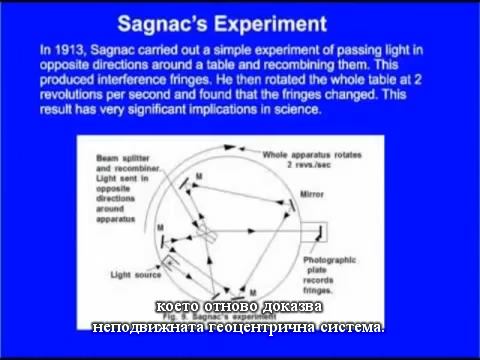 Sagnac's Experiment
In 1913, Sagnac carried out a simple experiment of passing light in
opposite directions around a table and recombining them. This
produced interference fringes. He then rotated the whole table at 2
revolutions per second and found that the fringes changed. This
result has very significant implications in science.
Beam splitter
and recombiner.
Light sent in
opposite
directions
around
apparatus
Whole apparatus rotates
2 revs./sec
M
Mirror
M
Photographic
plate
records
fringes.
Light source
Fig. 9. Sagnac's experiment
което отново доказва
неподвижната геоцентрична система.